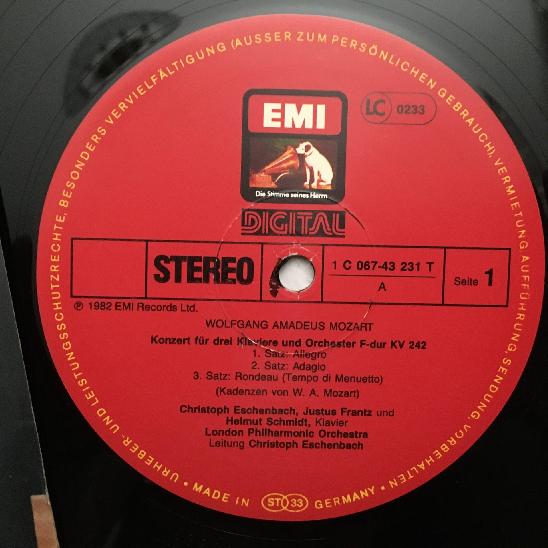 URHEBER- UND LEISTUNGSSCHUTZRECHTE, BESONDERS VERVIELFÄLTIGUNG (AUSSER ZUM PERSÖNLICHEN GEBRAUCH), VERMIETUNG AUFFÜHRUNG, SENDUNG VORBEHALTEN
EMI
LC 0233
Die Stimme seines Herrn
DIGITAL
STEREO
1 C 067-43 231 T
A
Seite 1
℗ 1982 EMI Records Ltd.
WOLFGANG AMADEUS MOZART
Konzert für drei Klaviere und Orchester F-dur KV 242
1. Satz: Allegro
2. Satz: Adagio
3. Satz: Rondeau (Tempo di Menuetto)
(Kadenzen von W. A. Mozart)
Christoph Eschenbach, Justus Frantz und
Helmut Schmidt, Klavier
London Philharmonic Orchestra
Leitung Christoph Eschenbach
• MADE IN ST 33 GERMANY •